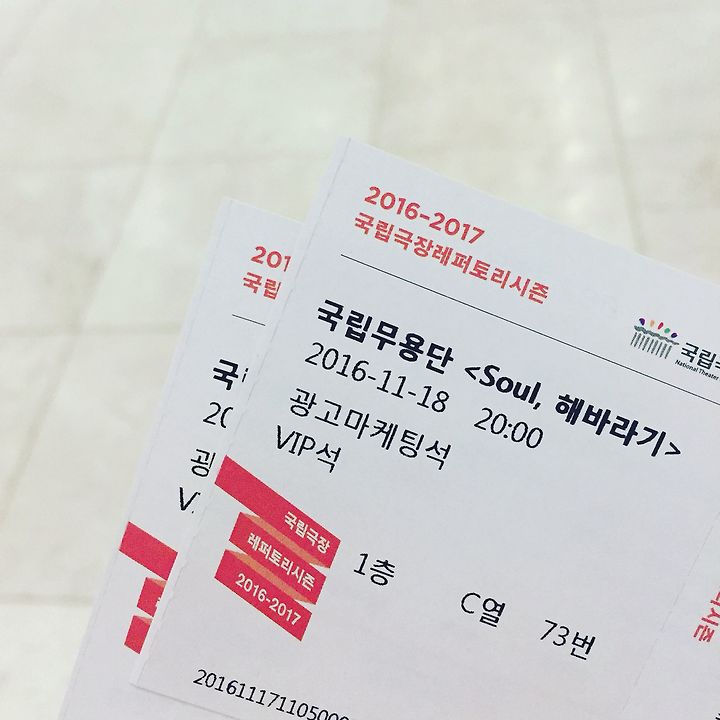 2016-2017
국립극장레퍼토리시즌
National Theater
국립무용단 <Soul, 해바라기>
2016-11-18 20:00
광고마케팅석
VIP석
국립극장
레퍼토리시즌
2016-2017
1층 C열 73번
201
국립
VIP